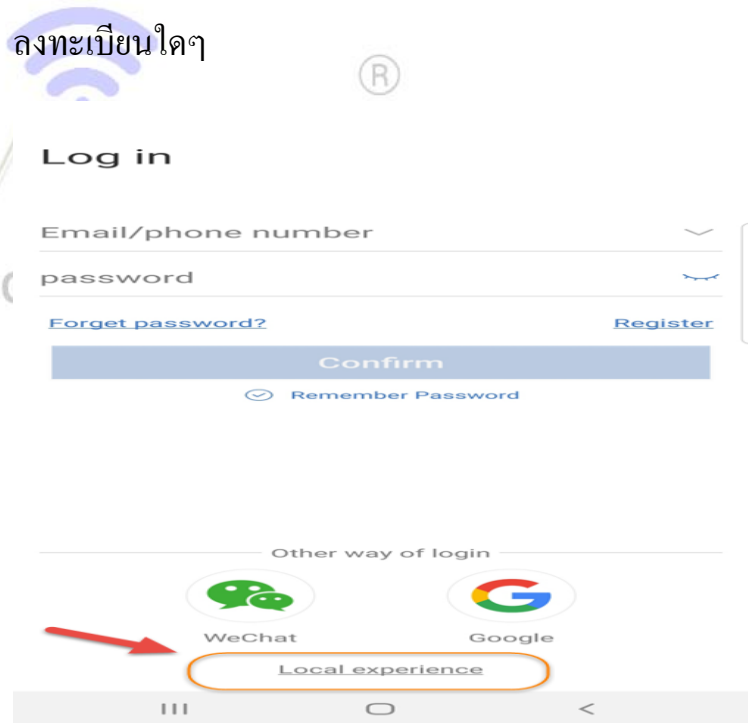 ลงทะเบียนใดๆ
®
Log in
Email/phone number
password
Forget password? Register
Confirm
Remember Password
Other way of login
WeChat Google
Local experience